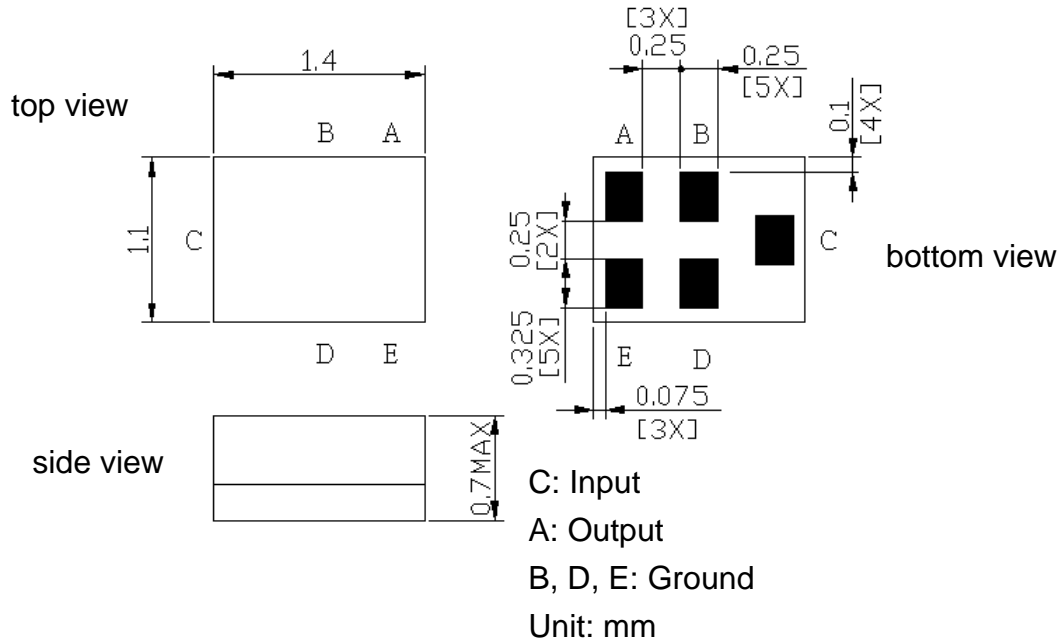 top view
1.4
B A
C
1.1
D E
[3X]
0.25
0.25
[5X]
0.1
[4X]
A B
0.25
[2X]
C
bottom view
0.325
[5X]
E D
0.075
[3X]
side view
0.7MAX
C: Input
A: Output
B, D, E: Ground
Unit: mm